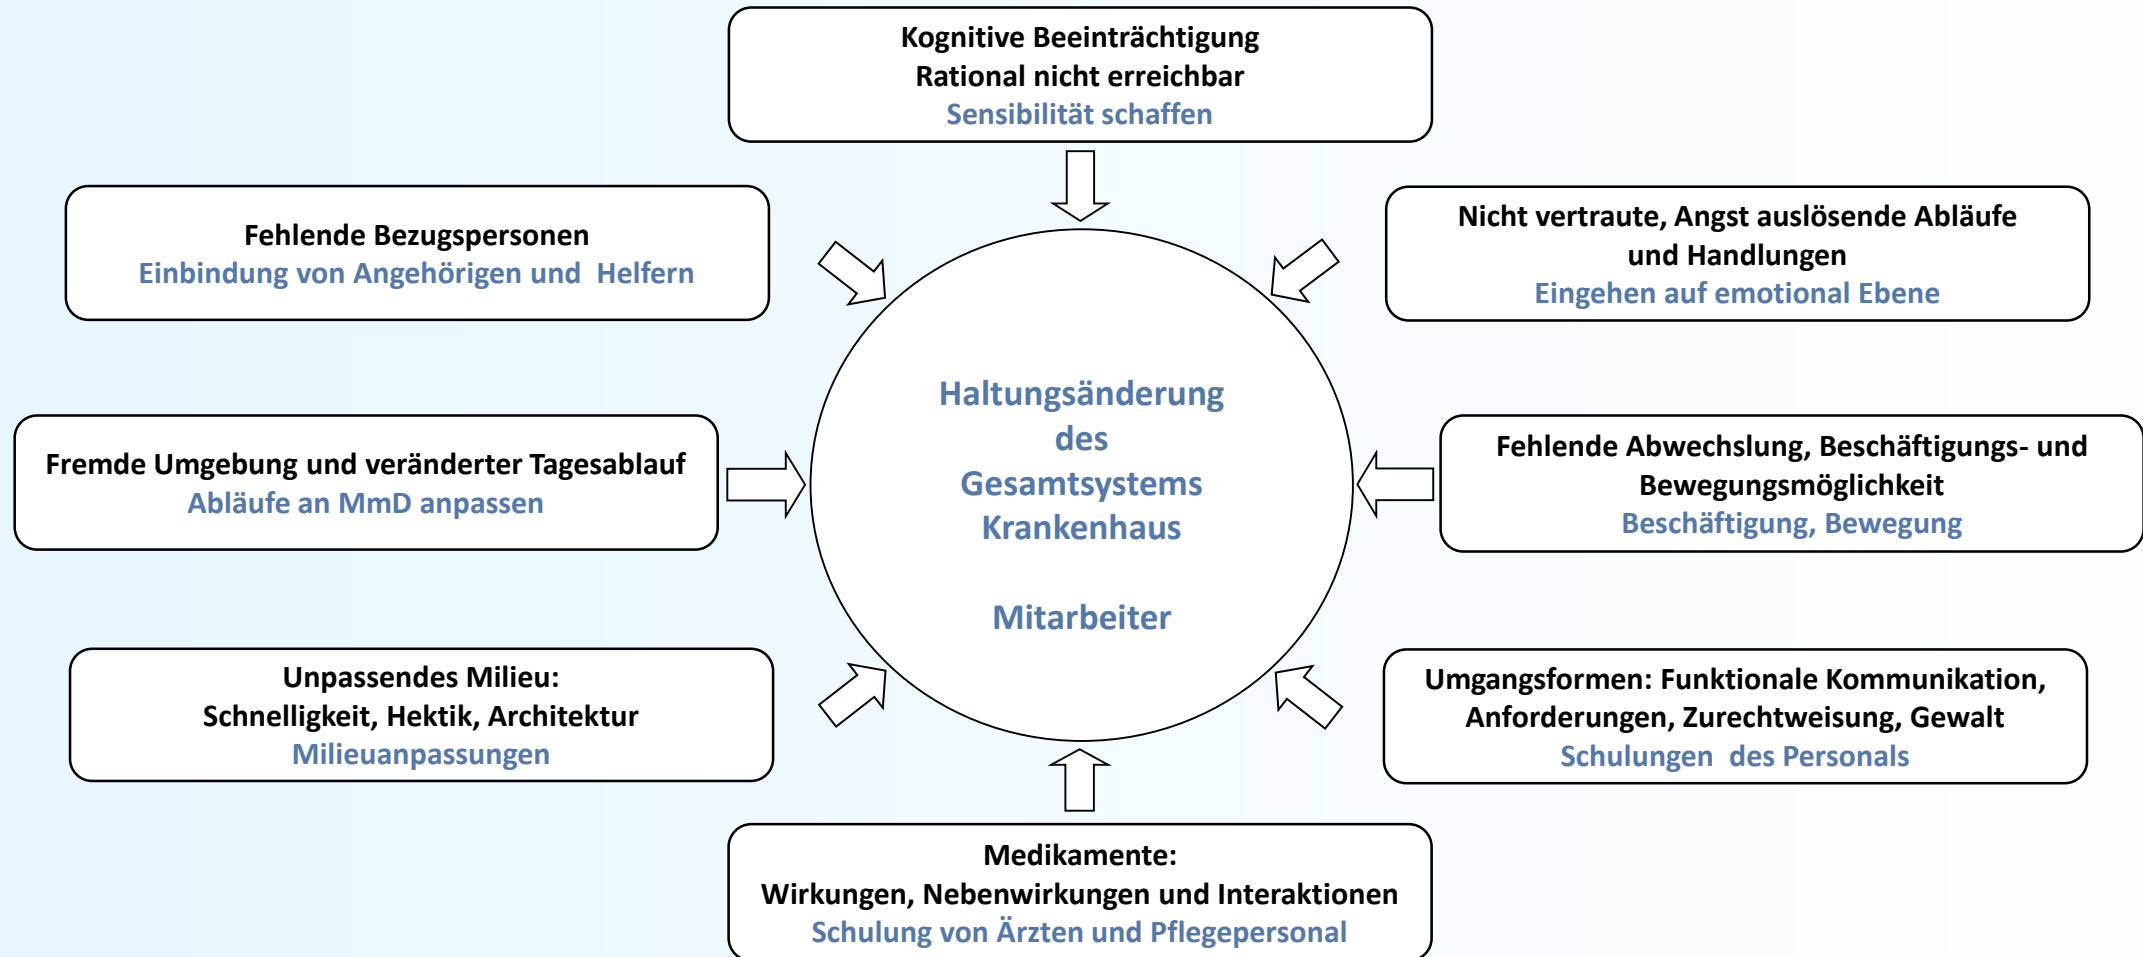 Kognitive Beeinträchtigung
Rational nicht erreichbar
Sensibilität schaffen
Fehlende Bezugspersonen
Einbindung von Angehörigen und  Helfern
Nicht vertraute, Angst auslösende Abläufe
und Handlungen
Eingehen auf emotional Ebene
Fremde Umgebung und veränderter Tagesablauf
Abläufe an MmD anpassen
Haltungsänderung
des
Gesamtsystems
Krankenhaus
Mitarbeiter
Fehlende Abwechslung, Beschäftigungs- und
Bewegungsmöglichkeit
Beschäftigung, Bewegung
Unpassendes Milieu:
Schnelligkeit, Hektik, Architektur
Milieuanpassungen
Umgangsformen: Funktionale Kommunikation,
Anforderungen, Zurechtweisung, Gewalt
Schulungen  des Personals
Medikamente:
Wirkungen, Nebenwirkungen und Interaktionen
Schulung von Ärzten und Pflegepersonal